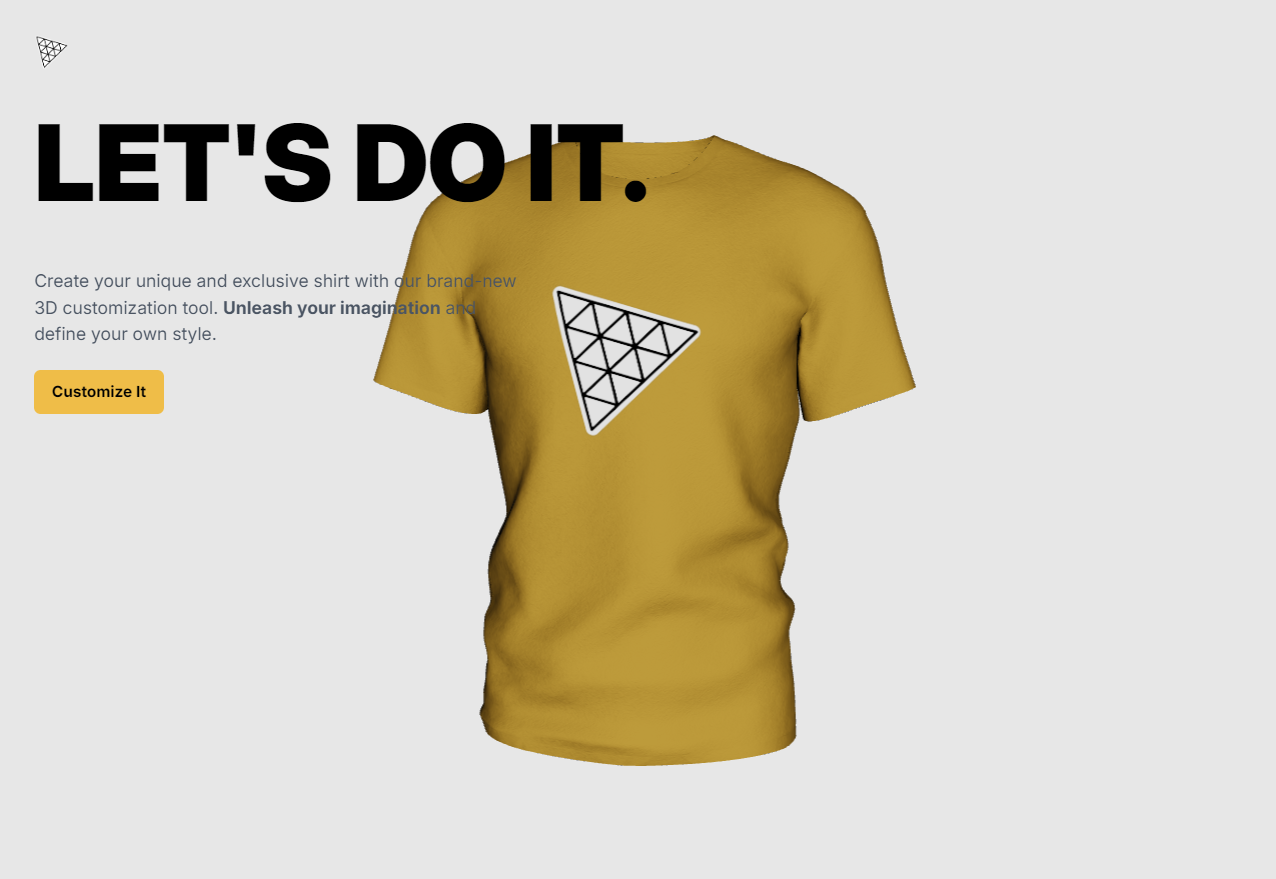 LET'S DO IT.
Create your unique and exclusive shirt with our brand-new
3D customization tool. Unleash your imagination and
define your own style.
Customize It